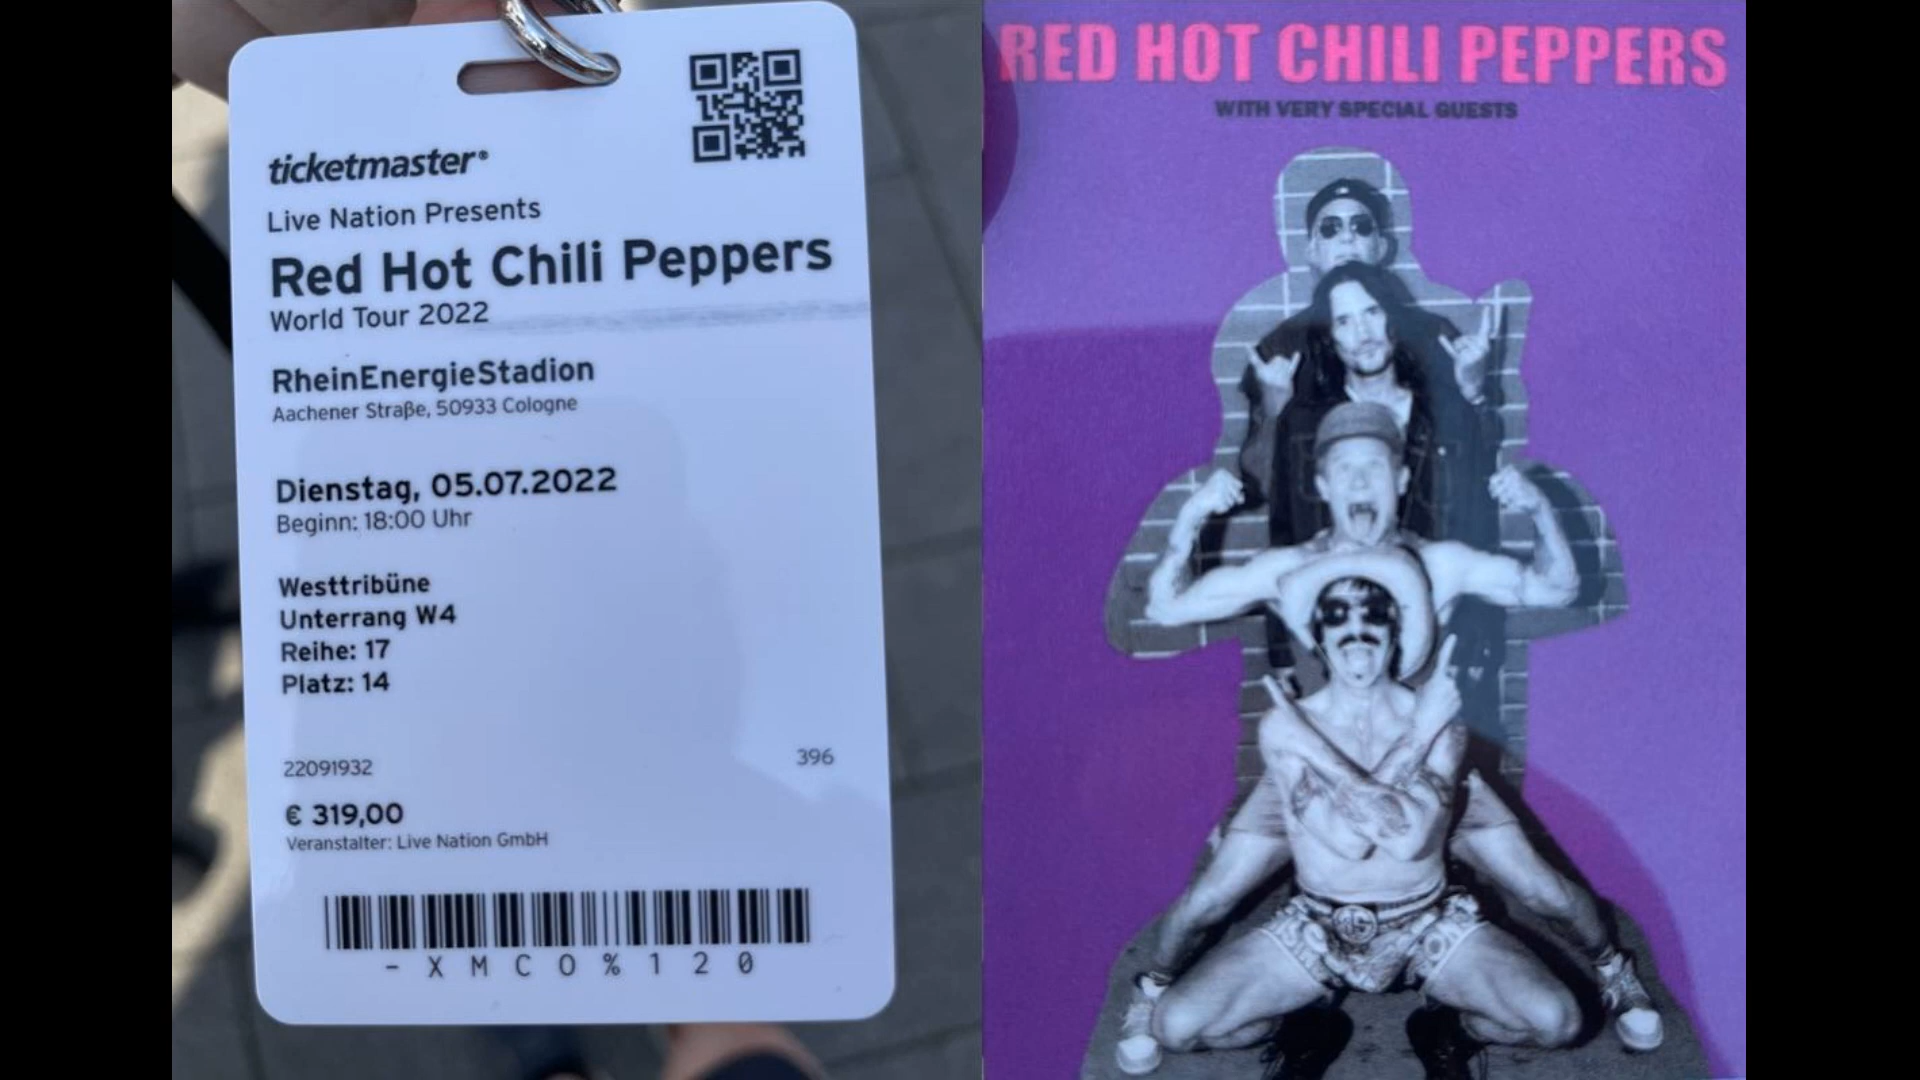 ticketmaster®
Live Nation Presents
Red Hot Chili Peppers
World Tour 2022
RheinEnergieStadion
Aachener Straße, 50933 Cologne
Dienstag, 05.07.2022
Beginn: 18:00 Uhr
Westtribüne
Unterrang W4
Reihe: 17
Platz: 14
22091932
396
€ 319,00
Veranstalter: Live Nation GmbH
- X M C O % 1 2 0
RED HOT CHILI PEPPERS
WITH VERY SPECIAL GUESTS